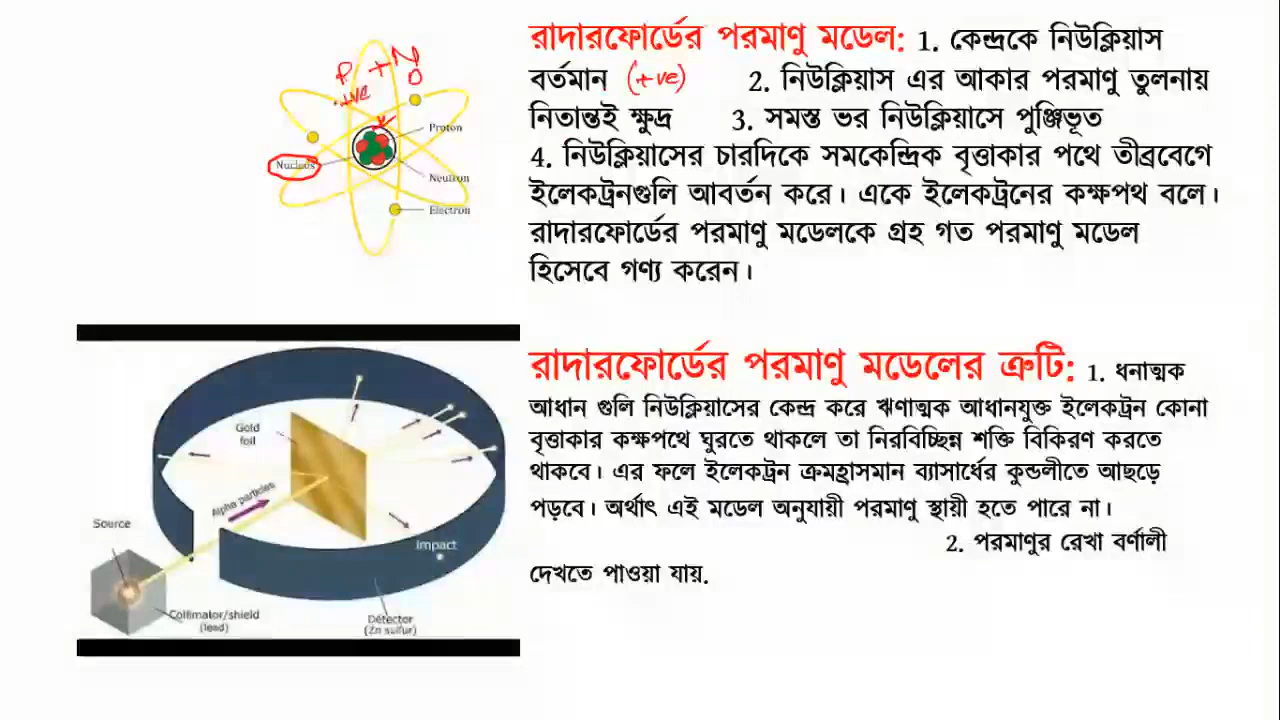 রাদারফোর্ডের পরমাণু মডেল: 1. কেন্দ্রকে নিউক্লিয়াস
বর্তমান (+ve) 2. নিউক্লিয়াস এর আকার পরমাণু তুলনায়
নিতান্তই ক্ষুদ্র 3. সমস্ত ভর নিউক্লিয়াসে পুঞ্জিভূত
4. নিউক্লিয়াসের চারদিকে সমকেন্দ্রিক বৃত্তাকার পথে তীব্রবেগে
ইলেকট্রনগুলি আবর্তন করে। একে ইলেকট্রনের কক্ষপথ বলে।
রাদারফোর্ডের পরমাণু মডেলকে গ্রহ গত পরমাণু মডেল
হিসেবে গণ্য করেন।
P + N
+ve 0
Proton
Nucleus
Neutron
Electron
রাদারফোর্ডের পরমাণু মডেলের ত্রুটি: 1. ধনাত্মক
আধান গুলি নিউক্লিয়াসের কেন্দ্র করে ঋণাত্মক আধানযুক্ত ইলেকট্রন কোনা
বৃত্তাকার কক্ষপথে ঘুরতে থাকলে তা নিরবিচ্ছিন্ন শক্তি বিকিরণ করতে
থাকবে। এর ফলে ইলেকট্রন ক্রমহ্রাসমান ব্যাসার্ধের কুন্ডলীতে আছড়ে
পড়বে। অর্থাৎ এই মডেল অনুযায়ী পরমাণু স্থায়ী হতে পারে না।
2. পরমাণুর রেখা বর্ণালী
দেখতে পাওয়া যায়.
Gold
foil
Alpha particles
Source
Impact
Collimator/shield
(lead)
Detector
(Zn sulfur)